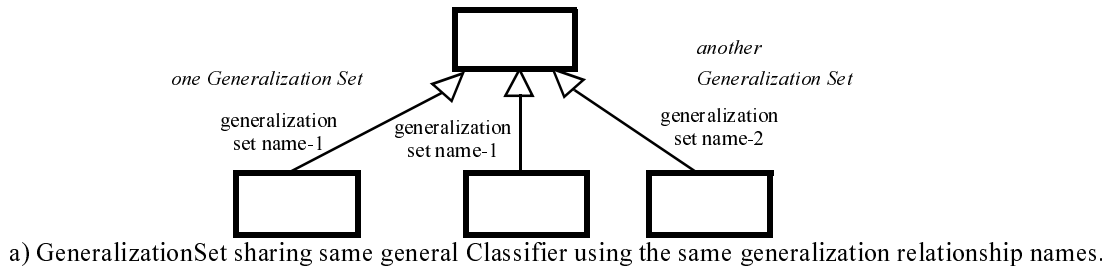 another
one Generalization Set
Generalization Set
generalization
set name-1
generalization
set name-1
generalization
set name-2
a) GeneralizationSet sharing same general Classifier using the same generalization relationship names.